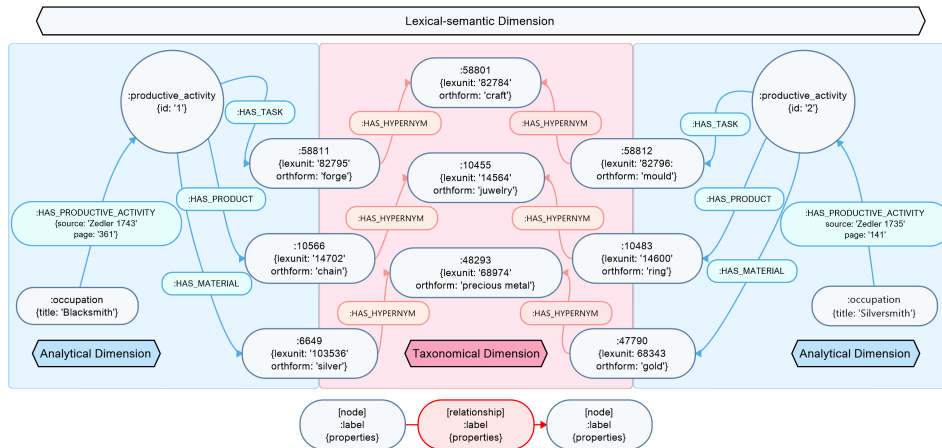 Lexical-semantic Dimension
:productive_activity
{id: '1'}
:HAS_TASK
:58811
{lexunit: '82795'
orthform: 'forge'}
:HAS_PRODUCT
:HAS_PRODUCTIVE_ACTIVITY
{source: 'Zedler 1743'
page: '361'}
:10566
{lexunit: '14702'
orthform: 'chain'}
:HAS_MATERIAL
:occupation
{title: 'Blacksmith'}
:6649
{lexunit: '103536'
orthform: 'silver'}
Analytical Dimension
:58801
{lexunit: '82784'
orthform: 'craft'}
:HAS_HYPERNYM
:HAS_HYPERNYM
:10455
{lexunit: '14564'
orthform: 'juwelry'}
:HAS_HYPERNYM
:HAS_HYPERNYM
:48293
{lexunit: '68974'
orthform: 'precious metal'}
:HAS_HYPERNYM
:HAS_HYPERNYM
Taxonomical Dimension
:productive_activity
{id: '2'}
:HAS_TASK
:58812
{lexunit: '82796:
orthform: 'mould'}
:HAS_PRODUCT
:HAS_PRODUCTIVE_ACTIVITY
source: 'Zedler 1735'
page: '141'
:10483
{lexunit: '14600'
orthform: 'ring'}
:HAS_MATERIAL
:occupation
{title: 'Silversmith'}
:47790
{lexunit: 68343
orthform: 'gold'}
Analytical Dimension
[node]
:label
{properties}
[relationship]
:label
{properties}
[node]
:label
{properties}